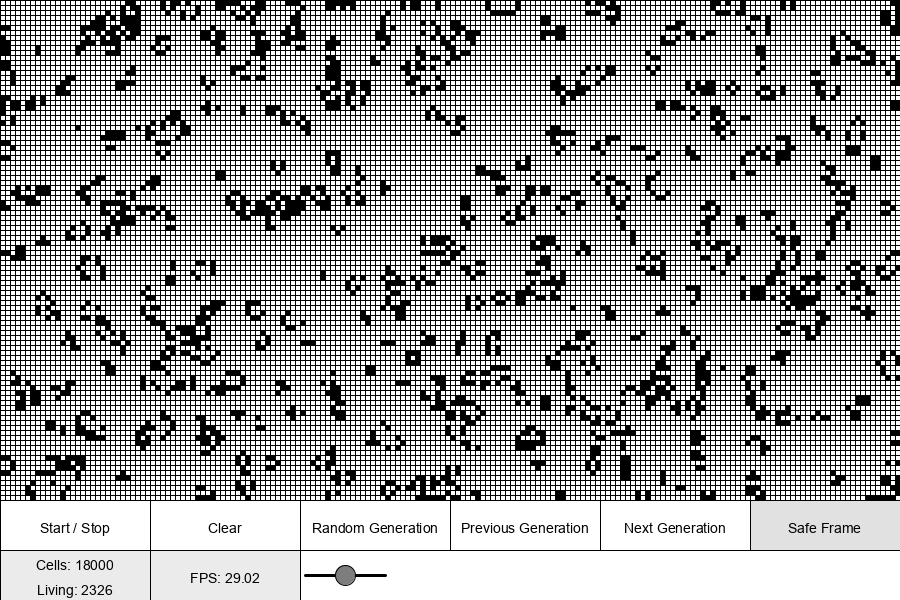 Start / Stop
Clear
Random Generation
Previous Generation
Next Generation
Safe Frame
Cells: 18000
Living: 2326
FPS: 29.02